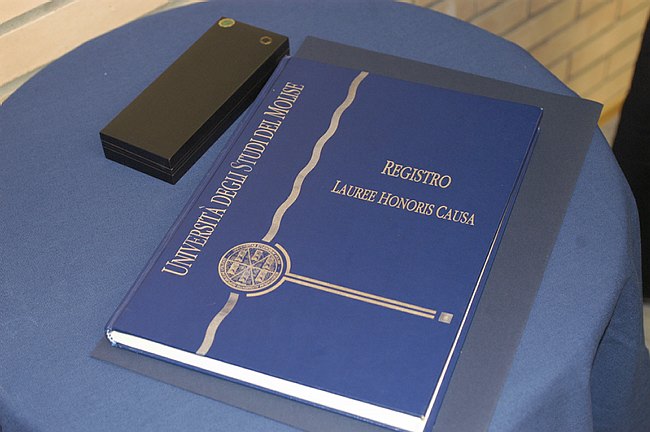 UNIVERSITÀ DEGLI STUDI DEL MOLISE
REGISTRO
LAUREE HONORIS CAUSA